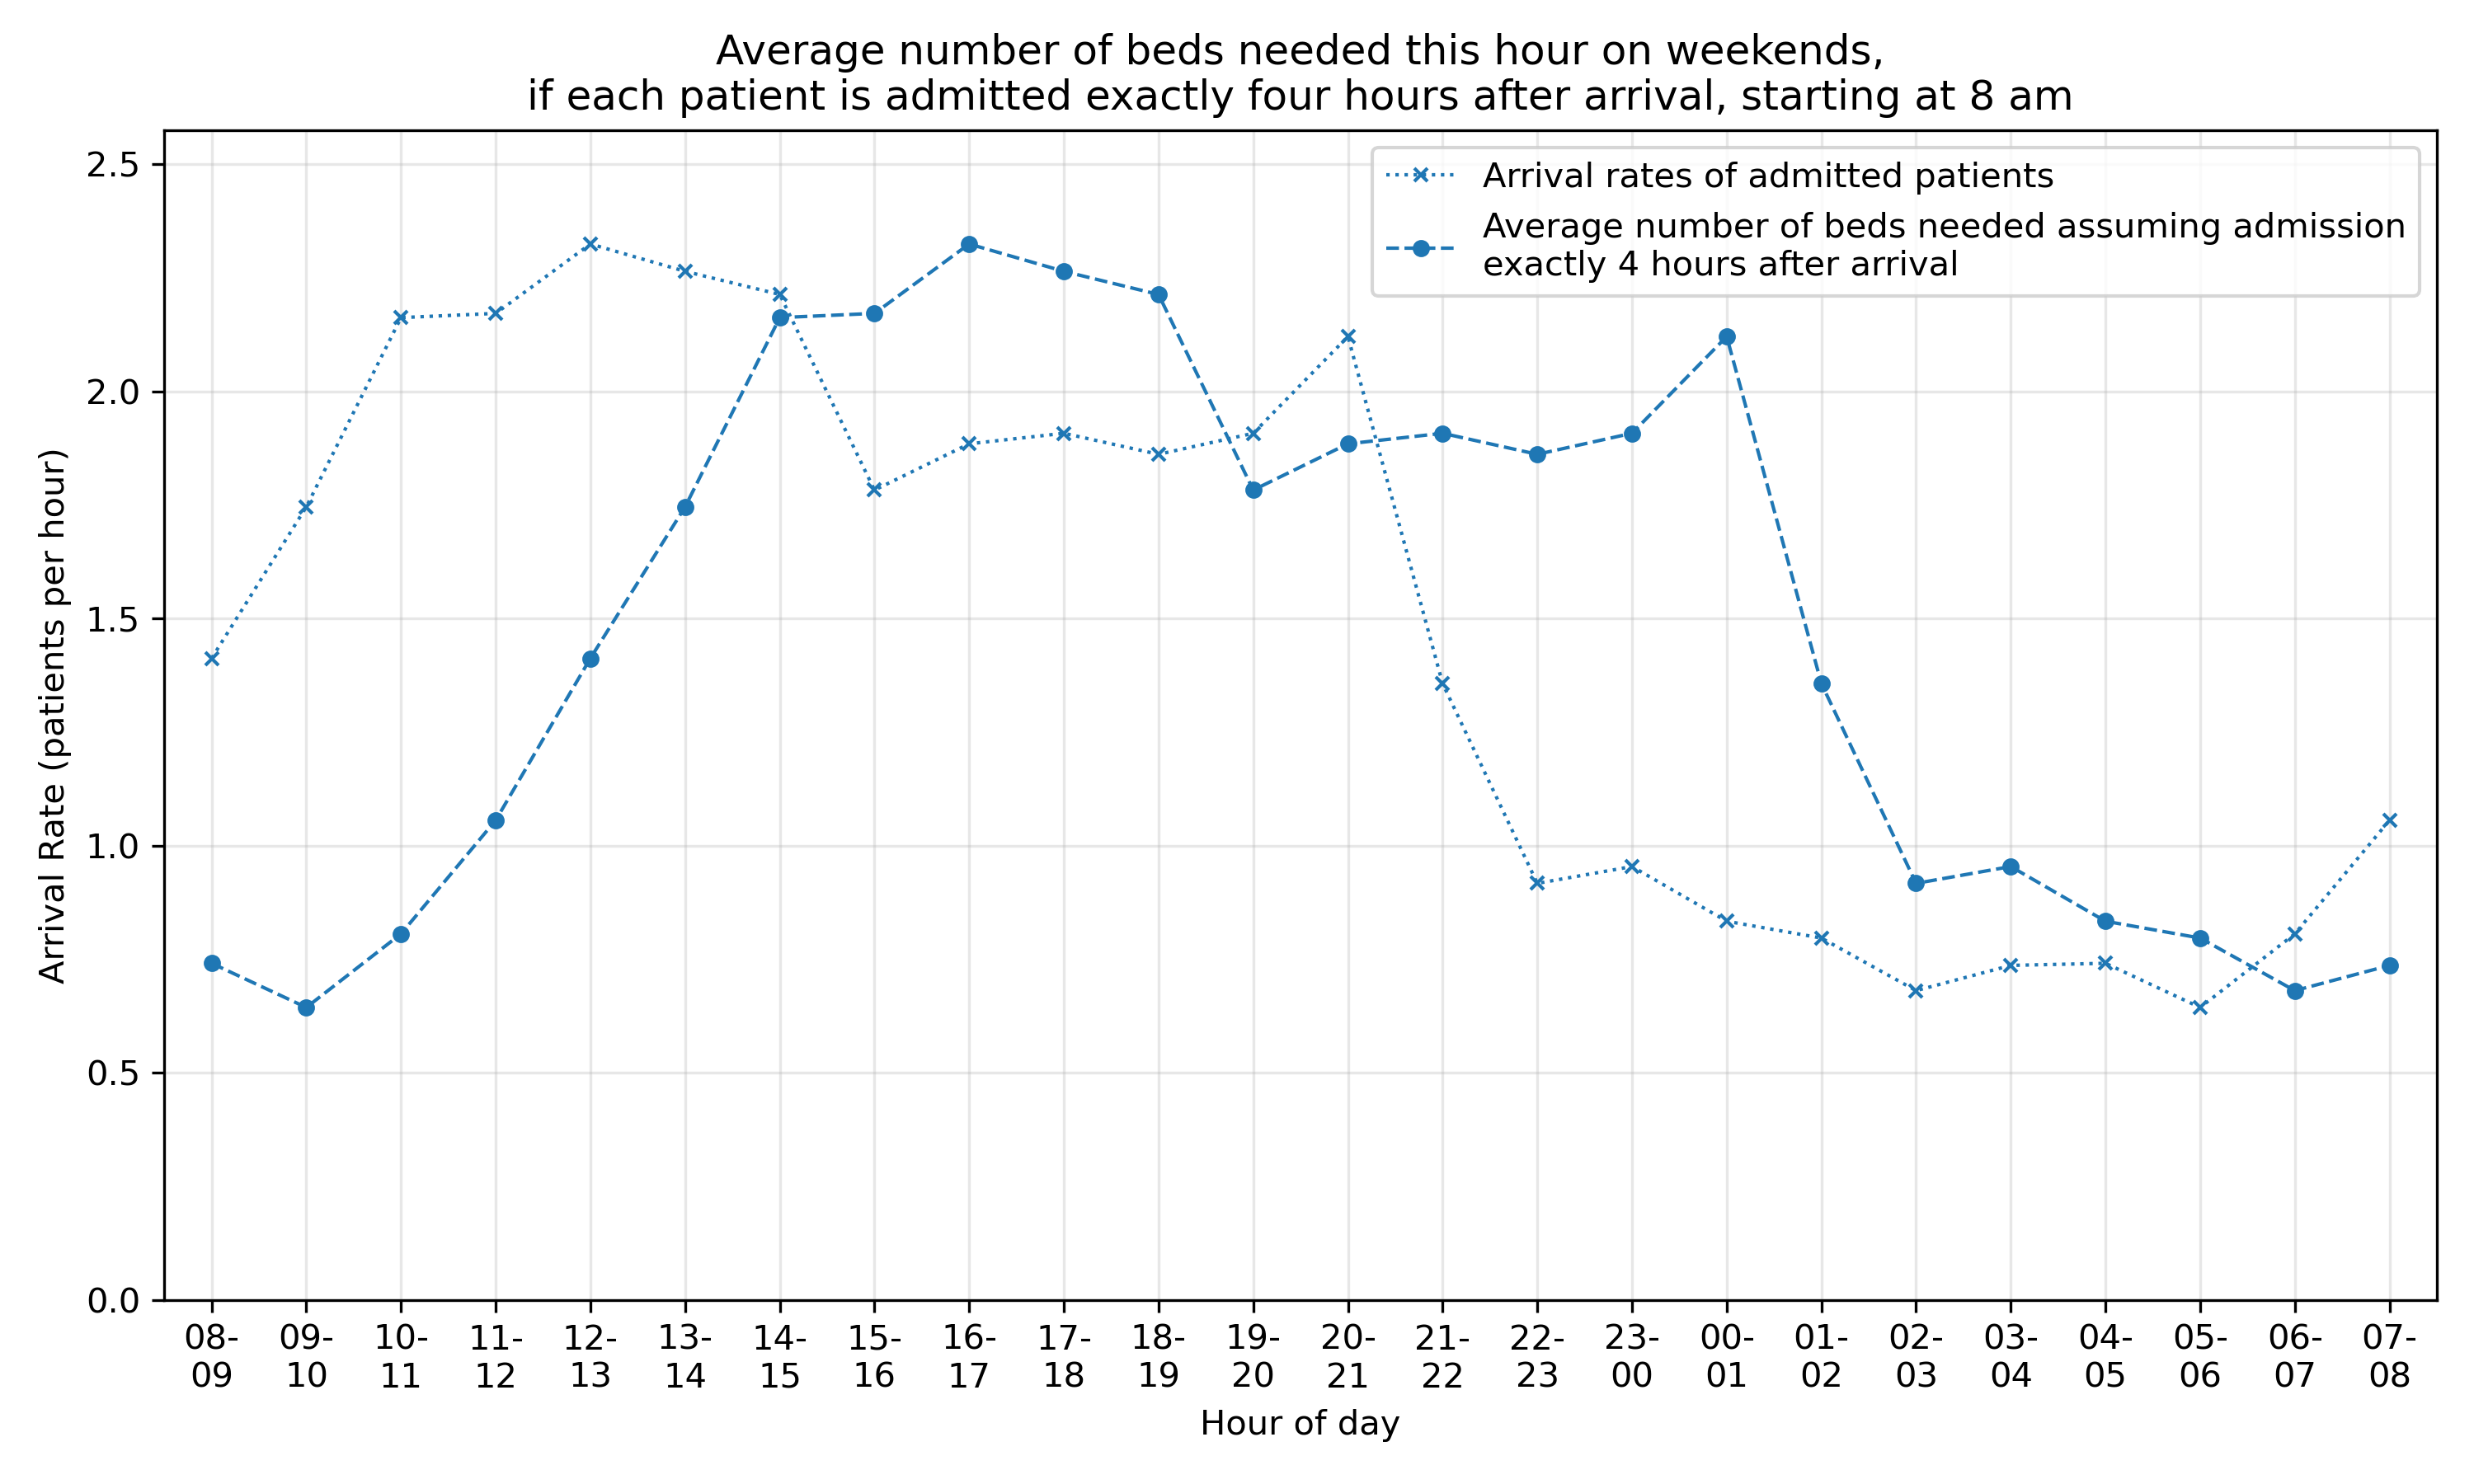 Average number of beds needed this hour on weekends,
if each patient is admitted exactly four hours after arrival, starting at 8 am
Arrival rates of admitted patients
Average number of beds needed assuming admission
exactly 4 hours after arrival
Arrival Rate (patients per hour)
2.5
2.0
1.5
1.0
0.5
0.0
08- 09- 10- 11- 12- 13- 14- 15- 16- 17- 18- 19- 20- 21- 22- 23- 00- 01- 02- 03- 04- 05- 06- 07-
09 10 11 12 13 14 15 16 17 18 19 20 21 22 23 00 01 02 03 04 05 06 07 08
Hour of day